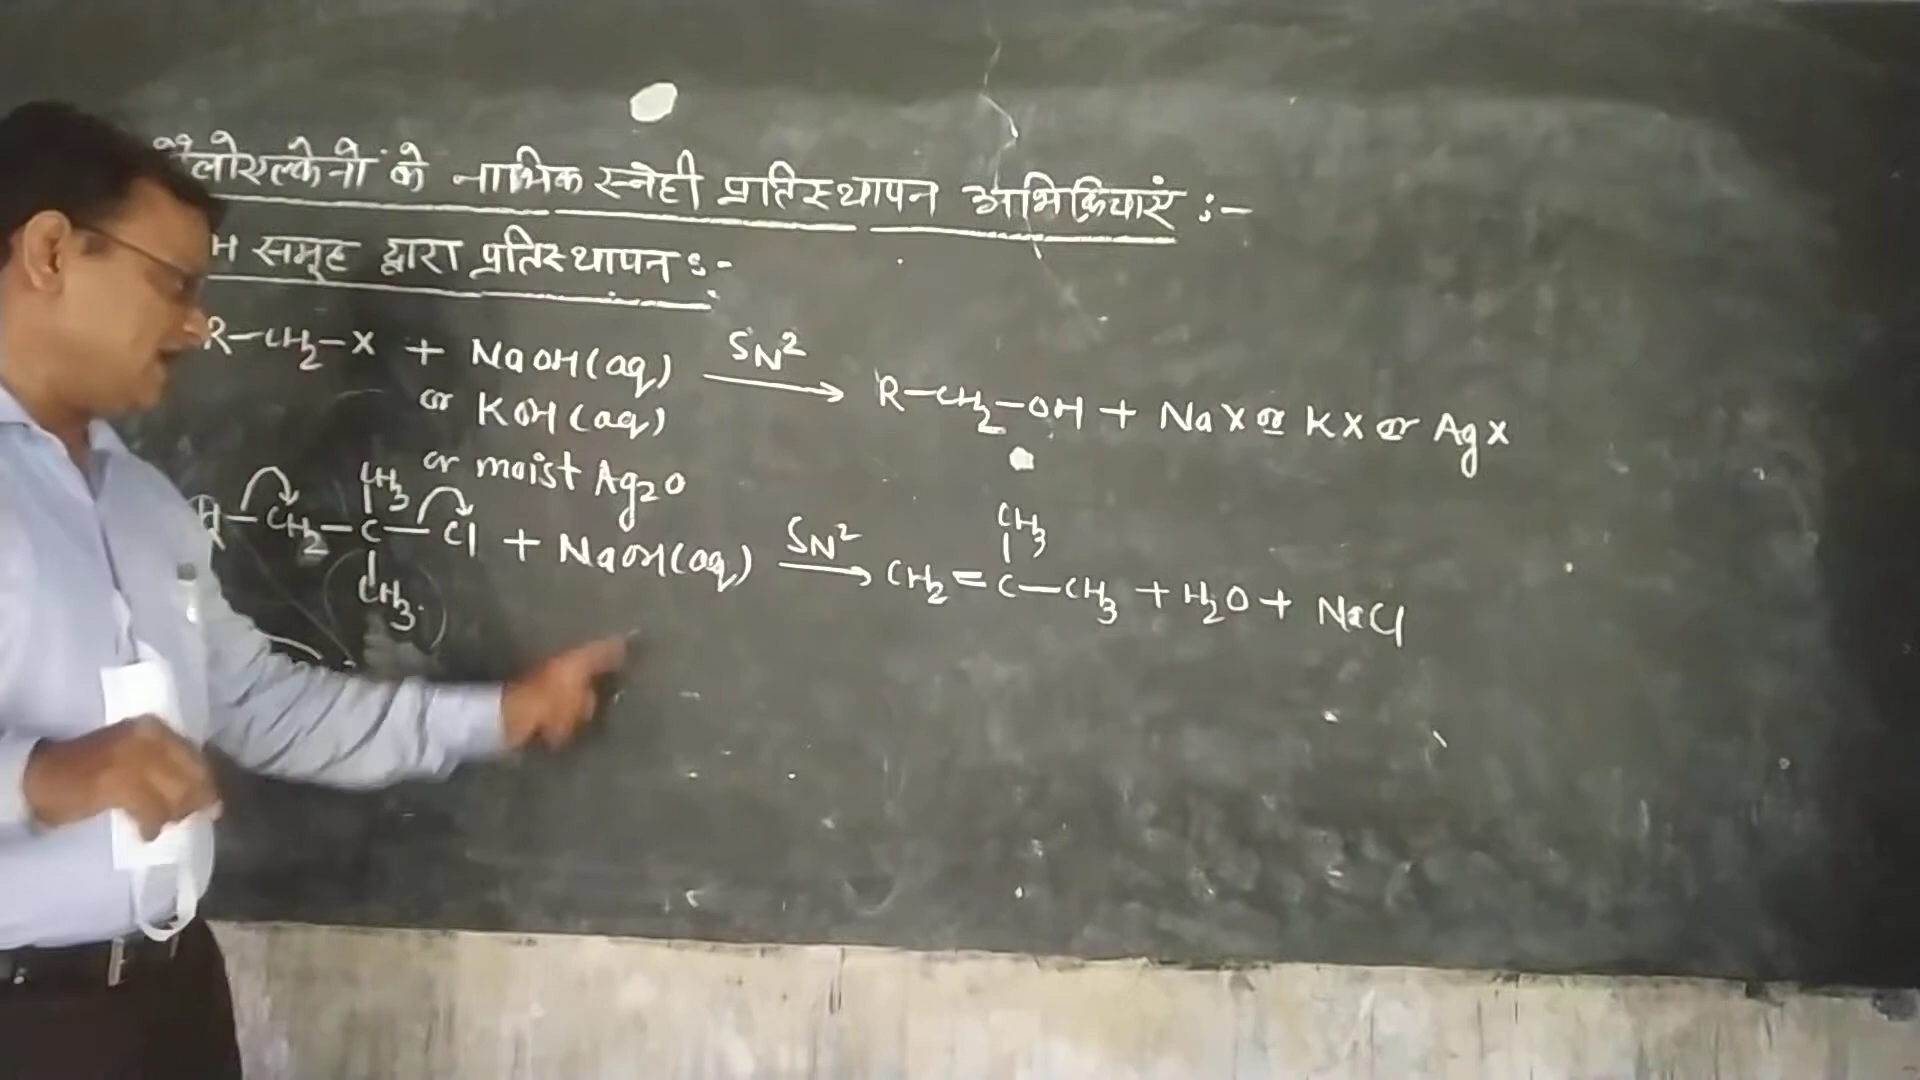 लोएल्केनो के नाभिक स्नेही प्रतिस्थापन अभिक्रियाएं :-
H समूह द्वारा प्रतिस्थापन :-
R-CH2-X + NaOH(aq) SN2 → R-CH2-OH + NaX or KX or AgX
or KOH(aq)
or moist Ag2O
CH3 CH3
H-CH2-C-Cl + NaOH(aq) SN2 → CH2=C-CH3 + H2O + NaCl
CH3